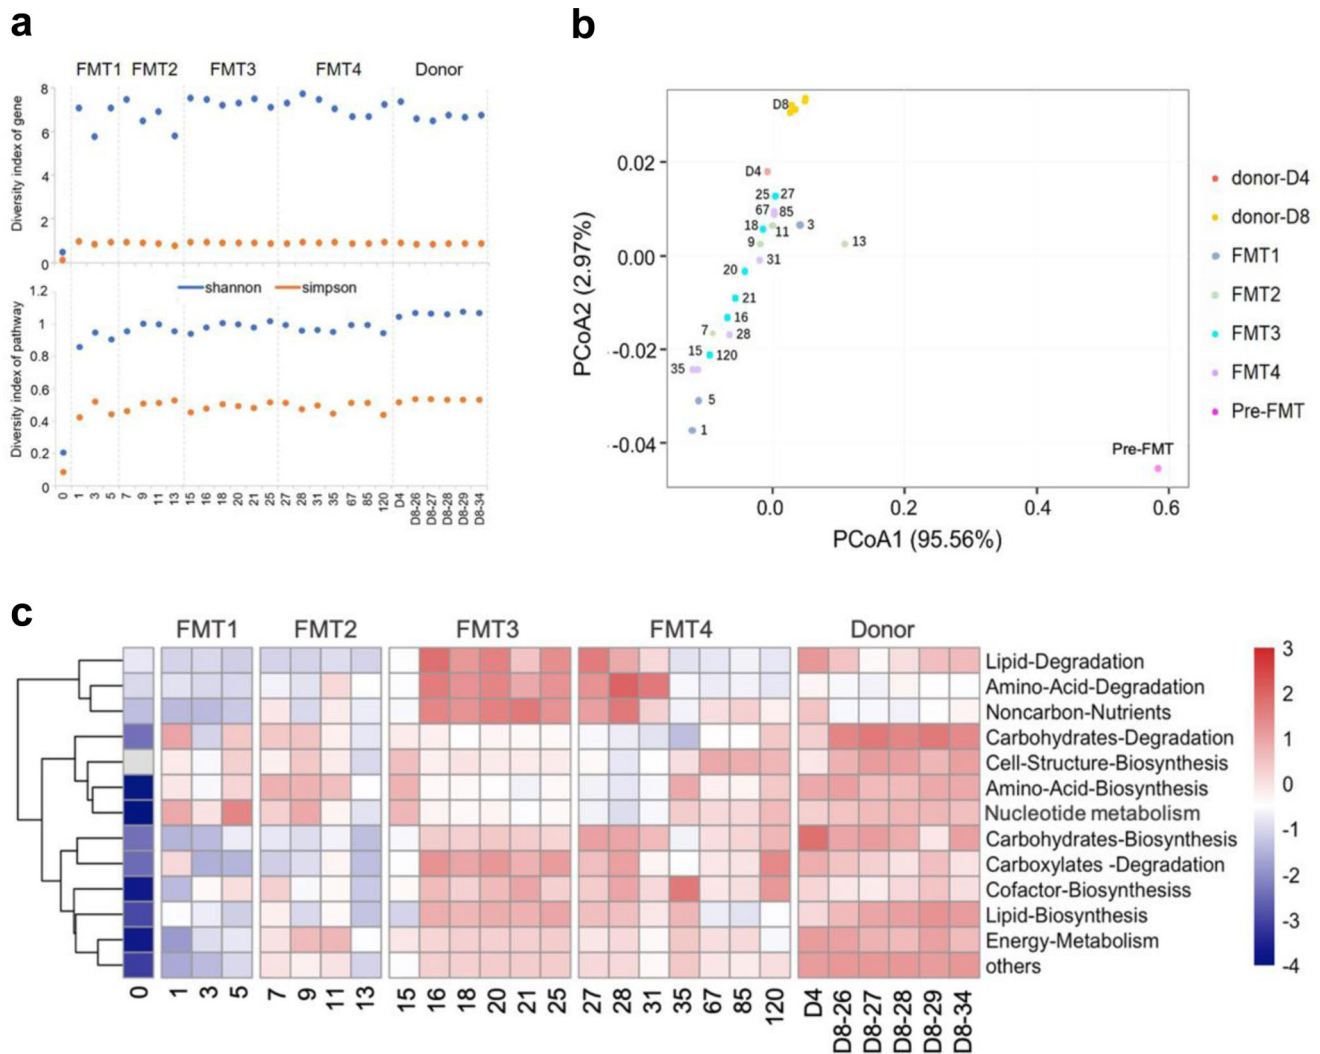 a
FMT1 FMT2 FMT3 FMT4 Donor
Diversity index of gene
8
6
4
2
0
shannon simpson
Diversity index of pathway
1.2
1
0.8
0.6
0.4
0.2
0
0 1 3 5 7 9 11 13 15 16 18 20 21 25 27 28 31 35 67 85 120 D4 D8-26 D8-27 D8-28 D8-29 D8-34
b
PCoA2 (2.97%)
0.02
0.00
-0.02
-0.04
D8
D4
25 27
67 85
18 11 3
9 13
31
20
21
16
7 28
15 120
35
5
1
Pre-FMT
0.0 0.2 0.4 0.6
PCoA1 (95.56%)
donor-D4
donor-D8
FMT1
FMT2
FMT3
FMT4
Pre-FMT
c
FMT1 FMT2 FMT3 FMT4 Donor
Lipid-Degradation
Amino-Acid-Degradation
Noncarbon-Nutrients
Carbohydrates-Degradation
Cell-Structure-Biosynthesis
Amino-Acid-Biosynthesis
Nucleotide metabolism
Carbohydrates-Biosynthesis
Carboxylates -Degradation
Cofactor-Biosynthesiss
Lipid-Biosynthesis
Energy-Metabolism
others
0 1 3 5 7 9 11 13 15 16 18 20 21 25 27 28 31 35 67 85 120 D4 D8-26 D8-27 D8-28 D8-29 D8-34
3
2
1
0
-1
-2
-3
-4